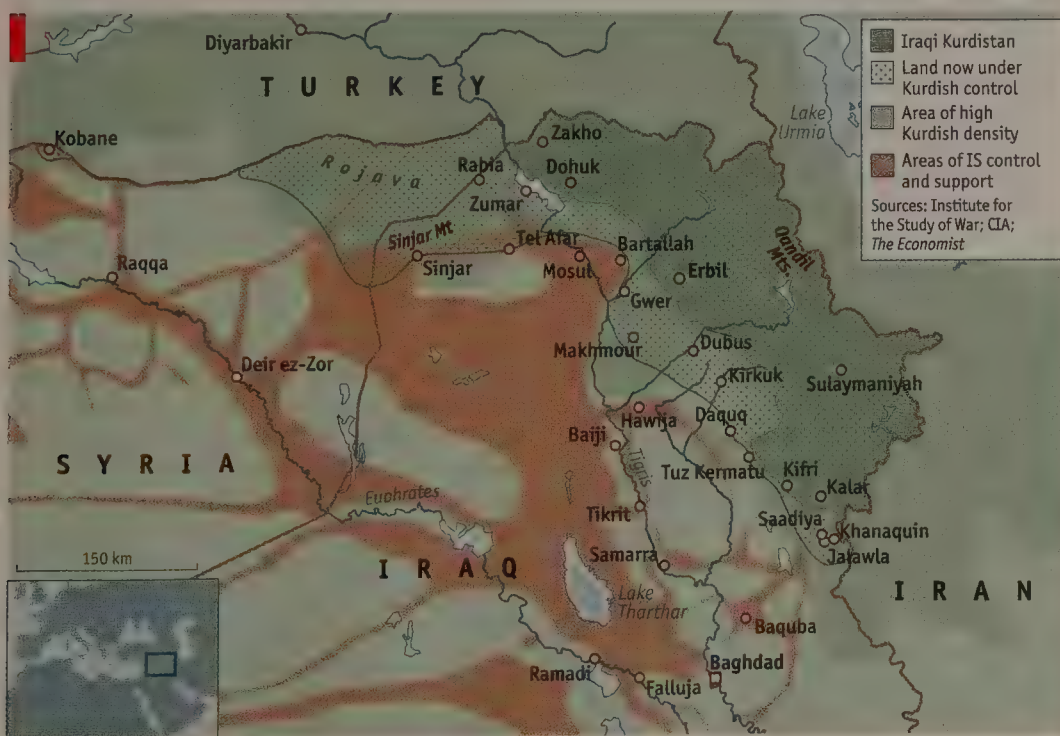 Diyarbakir
TURKEY
Lake
Urmia
Kobane
Zakho
Rojava
Rabia
Dohuk
Zumar
Sinjar Mt
Tel Afar
Bartallah
Qandil
Mts.
Raqqa
Sinjar
Mosul
Erbil
Gwer
Makhmour
Dubus
Deir ez-Zor
Kirkuk
Sulaymaniyah
Hawija
Daquq
Baiji
SYRIA
Tigris
Tuz Kermatu
Kifri
Kalar
Euphrates
Tikrit
Saadiya
Khanaquin
150 km
Samarra
Jalawla
IRAQ
IRAN
Lake
Tharthar
Baquba
Ramadi
Baghdad
Falluja
Iraqi Kurdistan
Land now under
Kurdish control
Area of high
Kurdish density
Areas of IS control
and support
Sources: Institute for
the Study of War; CIA;
The Economist